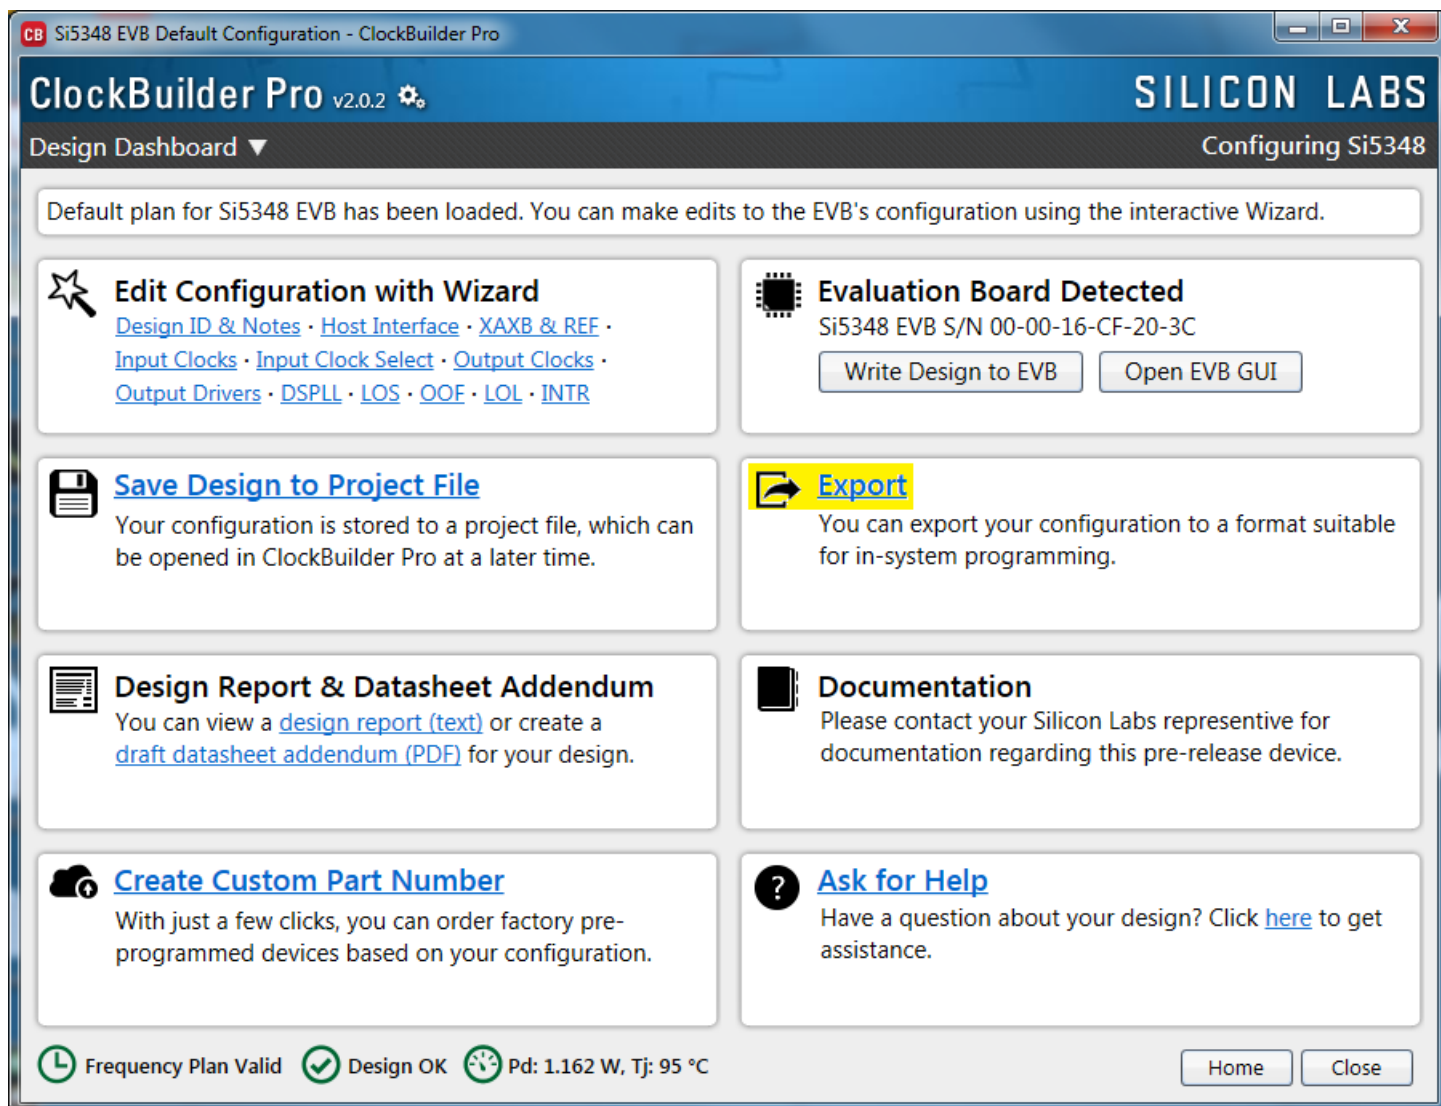 CB Si5348 EVB Default Configuration - ClockBuilder Pro
ClockBuilder Pro v2.0.2
SILICON LABS
Design Dashboard ▼
Configuring Si5348
Default plan for Si5348 EVB has been loaded. You can make edits to the EVB's configuration using the interactive Wizard.
Edit Configuration with Wizard
Design ID & Notes · Host Interface · XAXB & REF ·
Input Clocks · Input Clock Select · Output Clocks ·
Output Drivers · DSPLL · LOS · OOF · LOL · INTR
Evaluation Board Detected
Si5348 EVB S/N 00-00-16-CF-20-3C
Write Design to EVB
Open EVB GUI
Save Design to Project File
Your configuration is stored to a project file, which can
be opened in ClockBuilder Pro at a later time.
Export
You can export your configuration to a format suitable
for in-system programming.
Design Report & Datasheet Addendum
You can view a design report (text) or create a
draft datasheet addendum (PDF) for your design.
Documentation
Please contact your Silicon Labs representive for
documentation regarding this pre-release device.
Create Custom Part Number
With just a few clicks, you can order factory pre-
programmed devices based on your configuration.
? Ask for Help
Have a question about your design? Click here to get
assistance.
Frequency Plan Valid
Design OK
Pd: 1.162 W, Tj: 95 °C
Home
Close